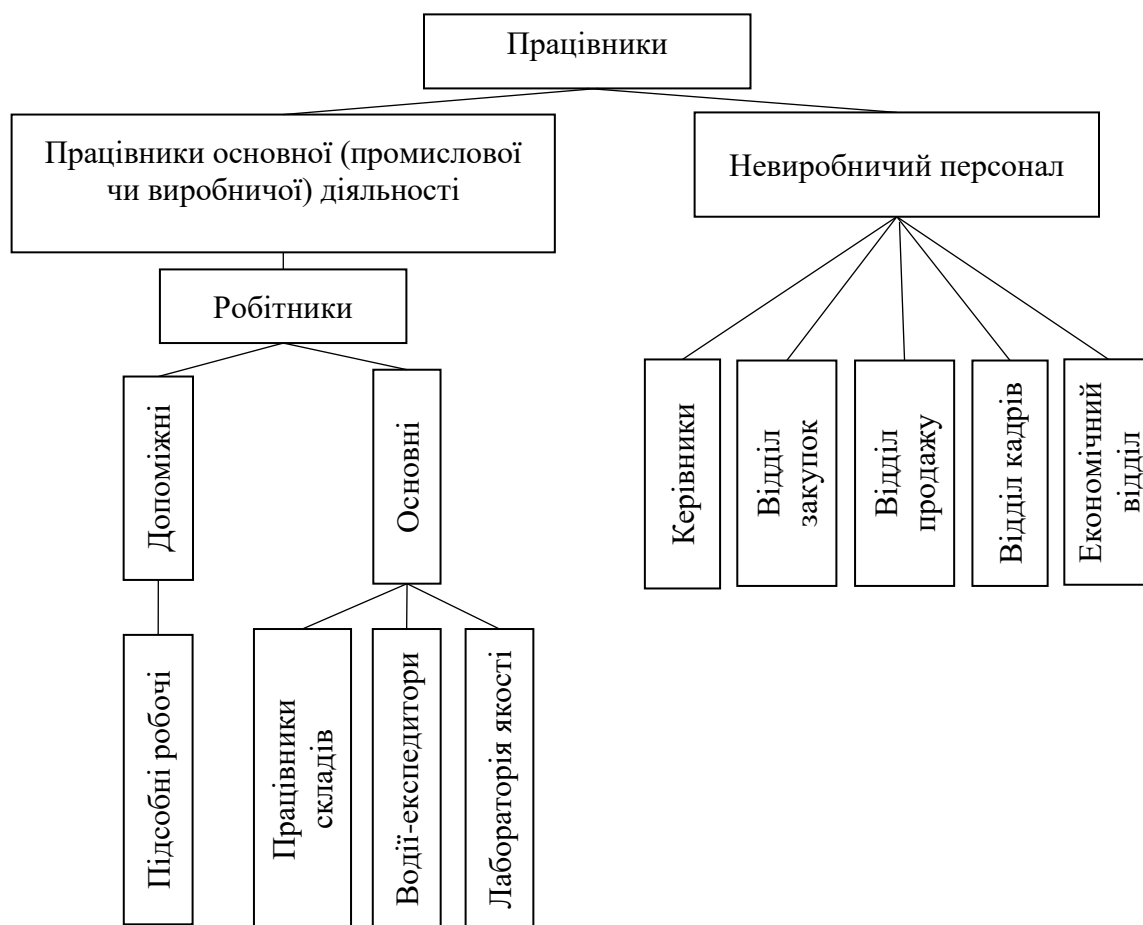 Працівники
Працівники основної (промислової
чи виробничої) діяльності
Невиробничий персонал
Робітники
Допоміжні
Основні
Керівники
Відділ
закупок
Відділ
продажу
Відділ кадрів
Економічний
відділ
Підсобні робочі
Працівники
складів
Водії-експедитори
Лабораторія якості